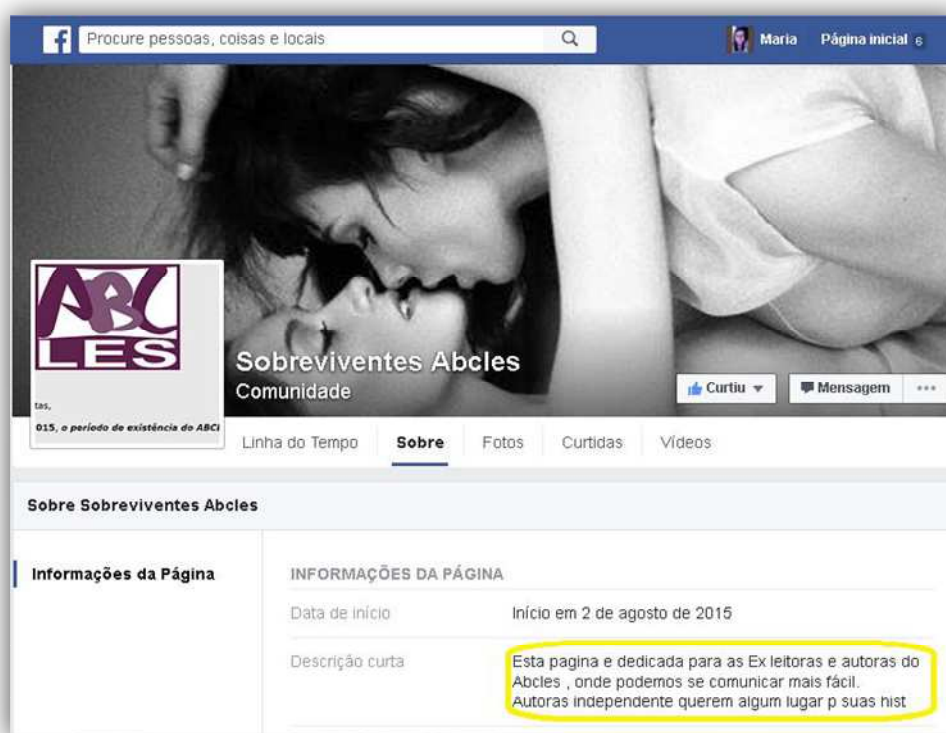 f Procure pessoas, coisas e locais Maria Página inicial 6
ABC
LES
tas,
015, o período de existência do ABCl
Sobreviventes Abcles
Comunidade
Curtiu Mensagem
Linha do Tempo Sobre Fotos Curtidas Vídeos
Sobre Sobreviventes Abcles
Informações da Página
INFORMAÇÕES DA PÁGINA
Data de início Início em 2 de agosto de 2015
Descrição curta
Esta pagina e dedicada para as Ex leitoras e autoras do
Abcles , onde podemos se comunicar mais fácil.
Autoras independente querem algum lugar p suas hist